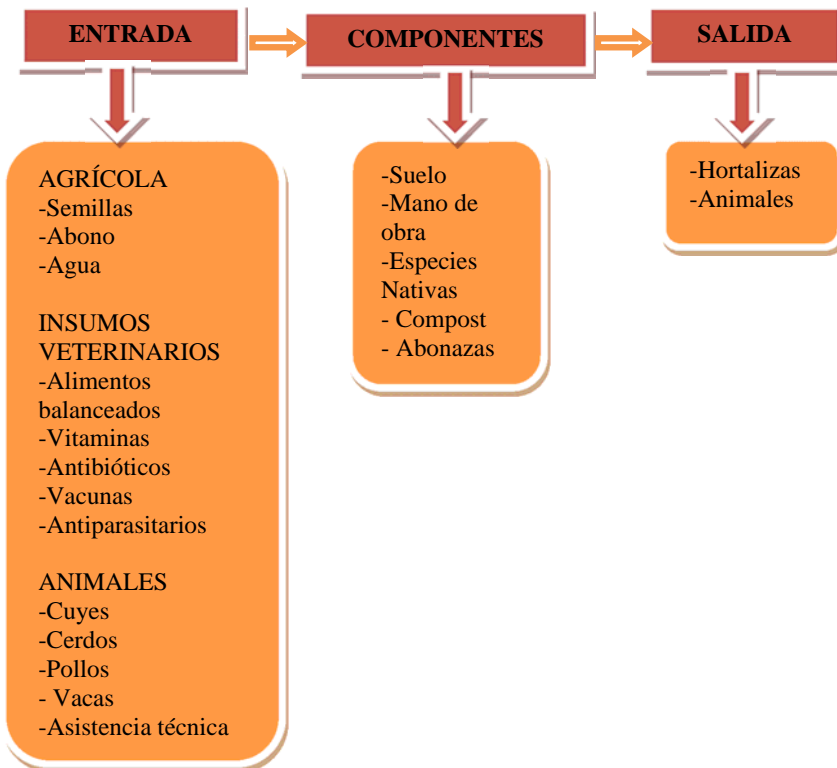 ENTRADA
COMPONENTES
SALIDA
AGRÍCOLA
-Semillas
-Abono
-Agua
INSUMOS
VETERINARIOS
-Alimentos
balanceados
-Vitaminas
-Antibióticos
-Vacunas
-Antiparasitarios
ANIMALES
-Cuyes
-Cerdos
-Pollos
- Vacas
-Asistencia técnica
-Suelo
-Mano de
obra
-Especies
Nativas
- Compost
- Abonazas
-Hortalizas
-Animales